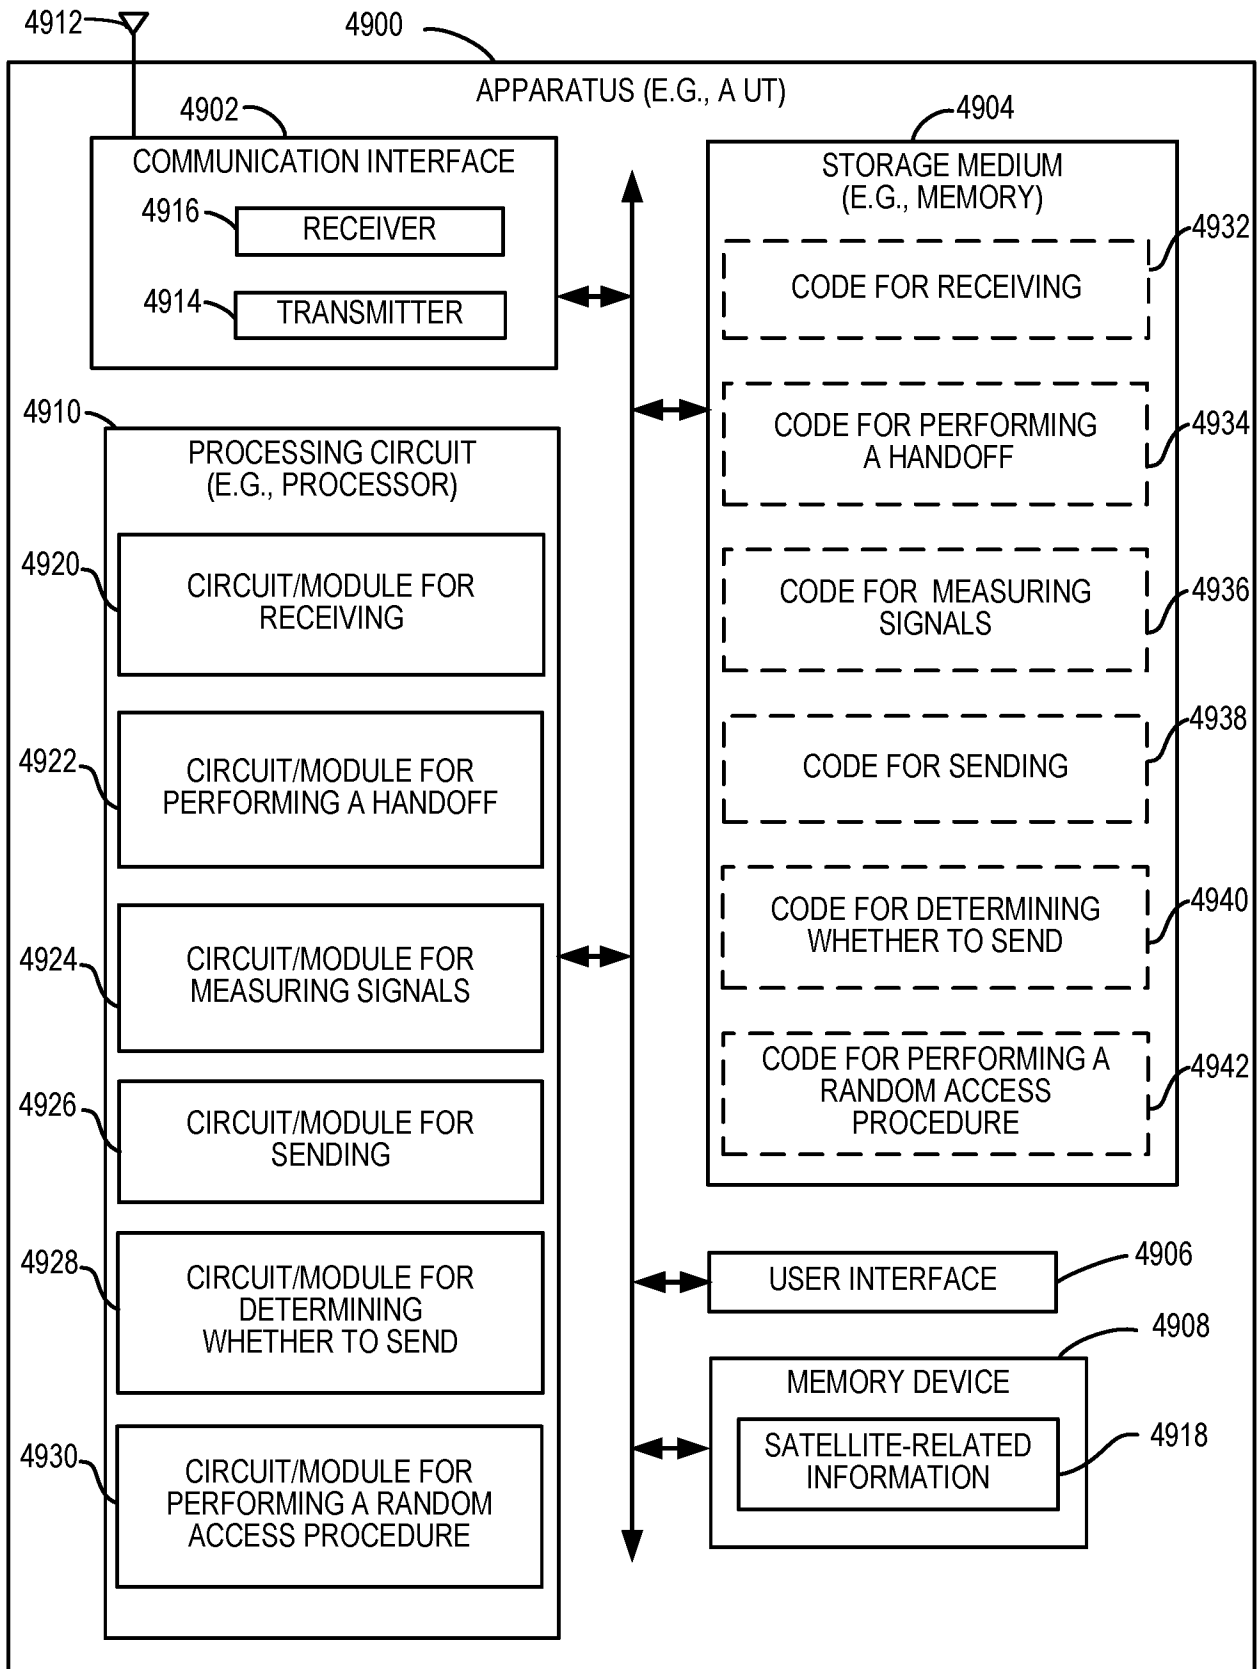 4912
4900
APPARATUS (E.G., A UT)
4902
COMMUNICATION INTERFACE
4916
RECEIVER
4914
TRANSMITTER
4910
PROCESSING CIRCUIT
(E.G., PROCESSOR)
4920
CIRCUIT/MODULE FOR
RECEIVING
4922
CIRCUIT/MODULE FOR
PERFORMING A HANDOFF
4924
CIRCUIT/MODULE FOR
MEASURING SIGNALS
4926
CIRCUIT/MODULE FOR
SENDING
4928
CIRCUIT/MODULE FOR
DETERMINING
WHETHER TO SEND
4930
CIRCUIT/MODULE FOR
PERFORMING A RANDOM
ACCESS PROCEDURE
4904
STORAGE MEDIUM
(E.G., MEMORY)
4932
CODE FOR RECEIVING
CODE FOR PERFORMING
A HANDOFF
4934
CODE FOR  MEASURING
SIGNALS
4936
4938
CODE FOR SENDING
CODE FOR DETERMINING
WHETHER TO SEND
4940
CODE FOR PERFORMING A
RANDOM ACCESS
PROCEDURE
4942
USER INTERFACE
4906
4908
MEMORY DEVICE
SATELLITE-RELATED
INFORMATION
4918